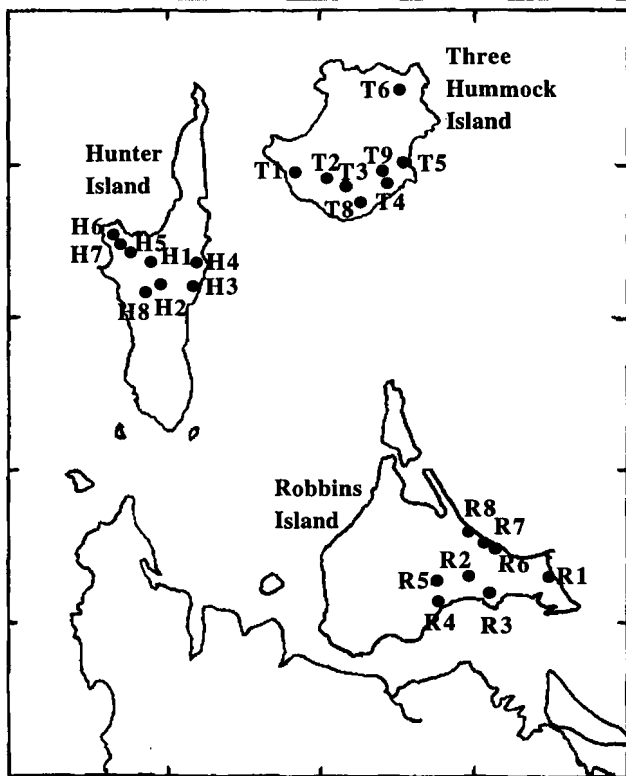 Three
Hummock
Island
T6
Hunter
Island
T1
T2
T3
T9
T5
T4
T8
H6
H7
H5
H1
H4
H3
H2
H8
Robbins
Island
R8
R7
R6
R2
R5
R1
R4
R3